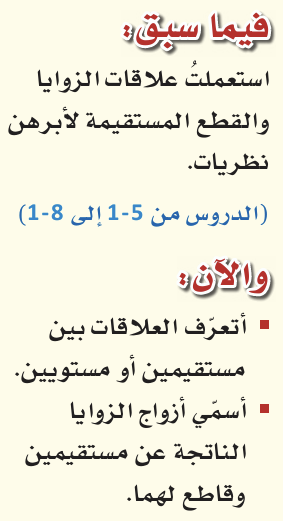 فيما سبق:
استعملتُ علاقات الزوايا
والقطع المستقيمة لأبرهن
نظريات.
(الدروس من 5-1 إلى 8-1)
والآن:
▪ أتعرّف العلاقات بين
مستقيمين أو مستويين.
▪ أسمّي أزواج الزوايا
الناتجة عن مستقيمين
وقاطع لهما.